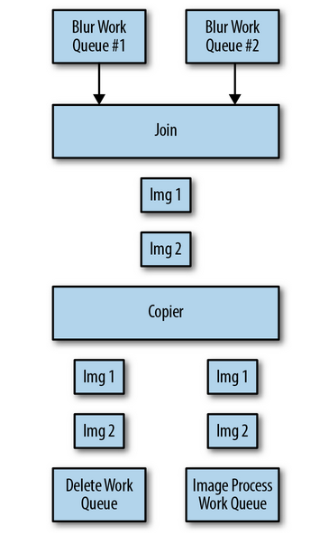 Blur Work
Queue #1
Blur Work
Queue #2
Join
Img 1
Img 2
Copier
Img 1
Img 1
Img 2
Img 2
Delete Work
Queue
Image Process
Work Queue